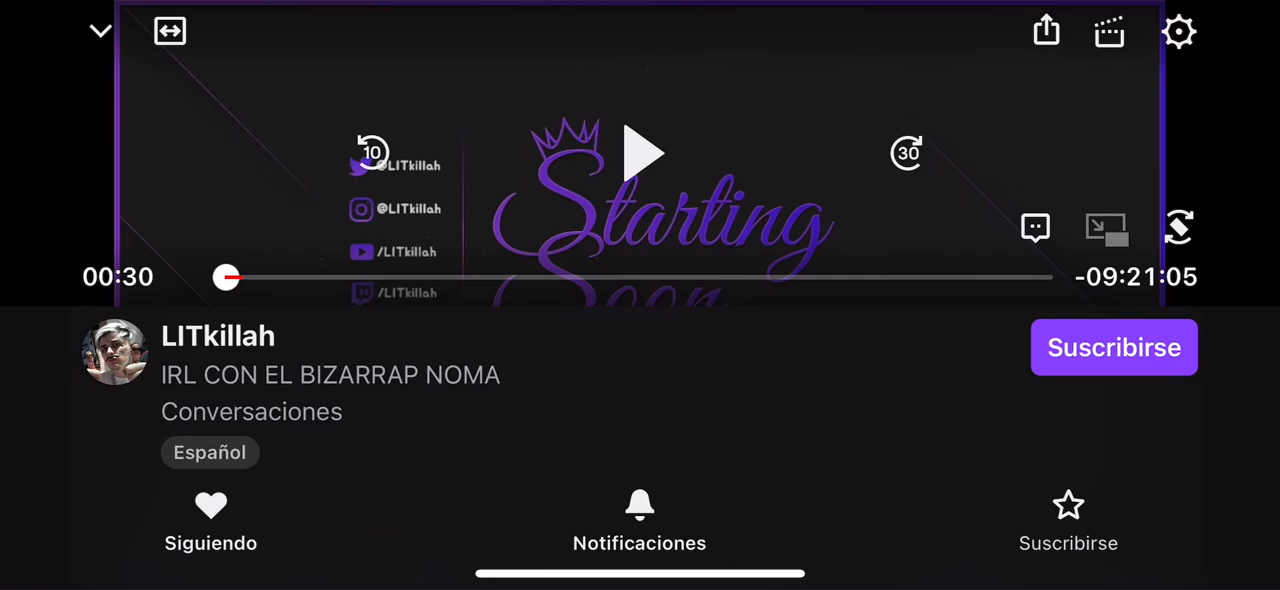 10
30
@LITkillah
@LITkillah
/LITkillah
/LITkillah
Starting
Soon
00:30
-09:21:05
LITkillah
Suscribirse
IRL CON EL BIZARRAP NOMA
Conversaciones
Español
Siguiendo
Notificaciones
Suscribirse